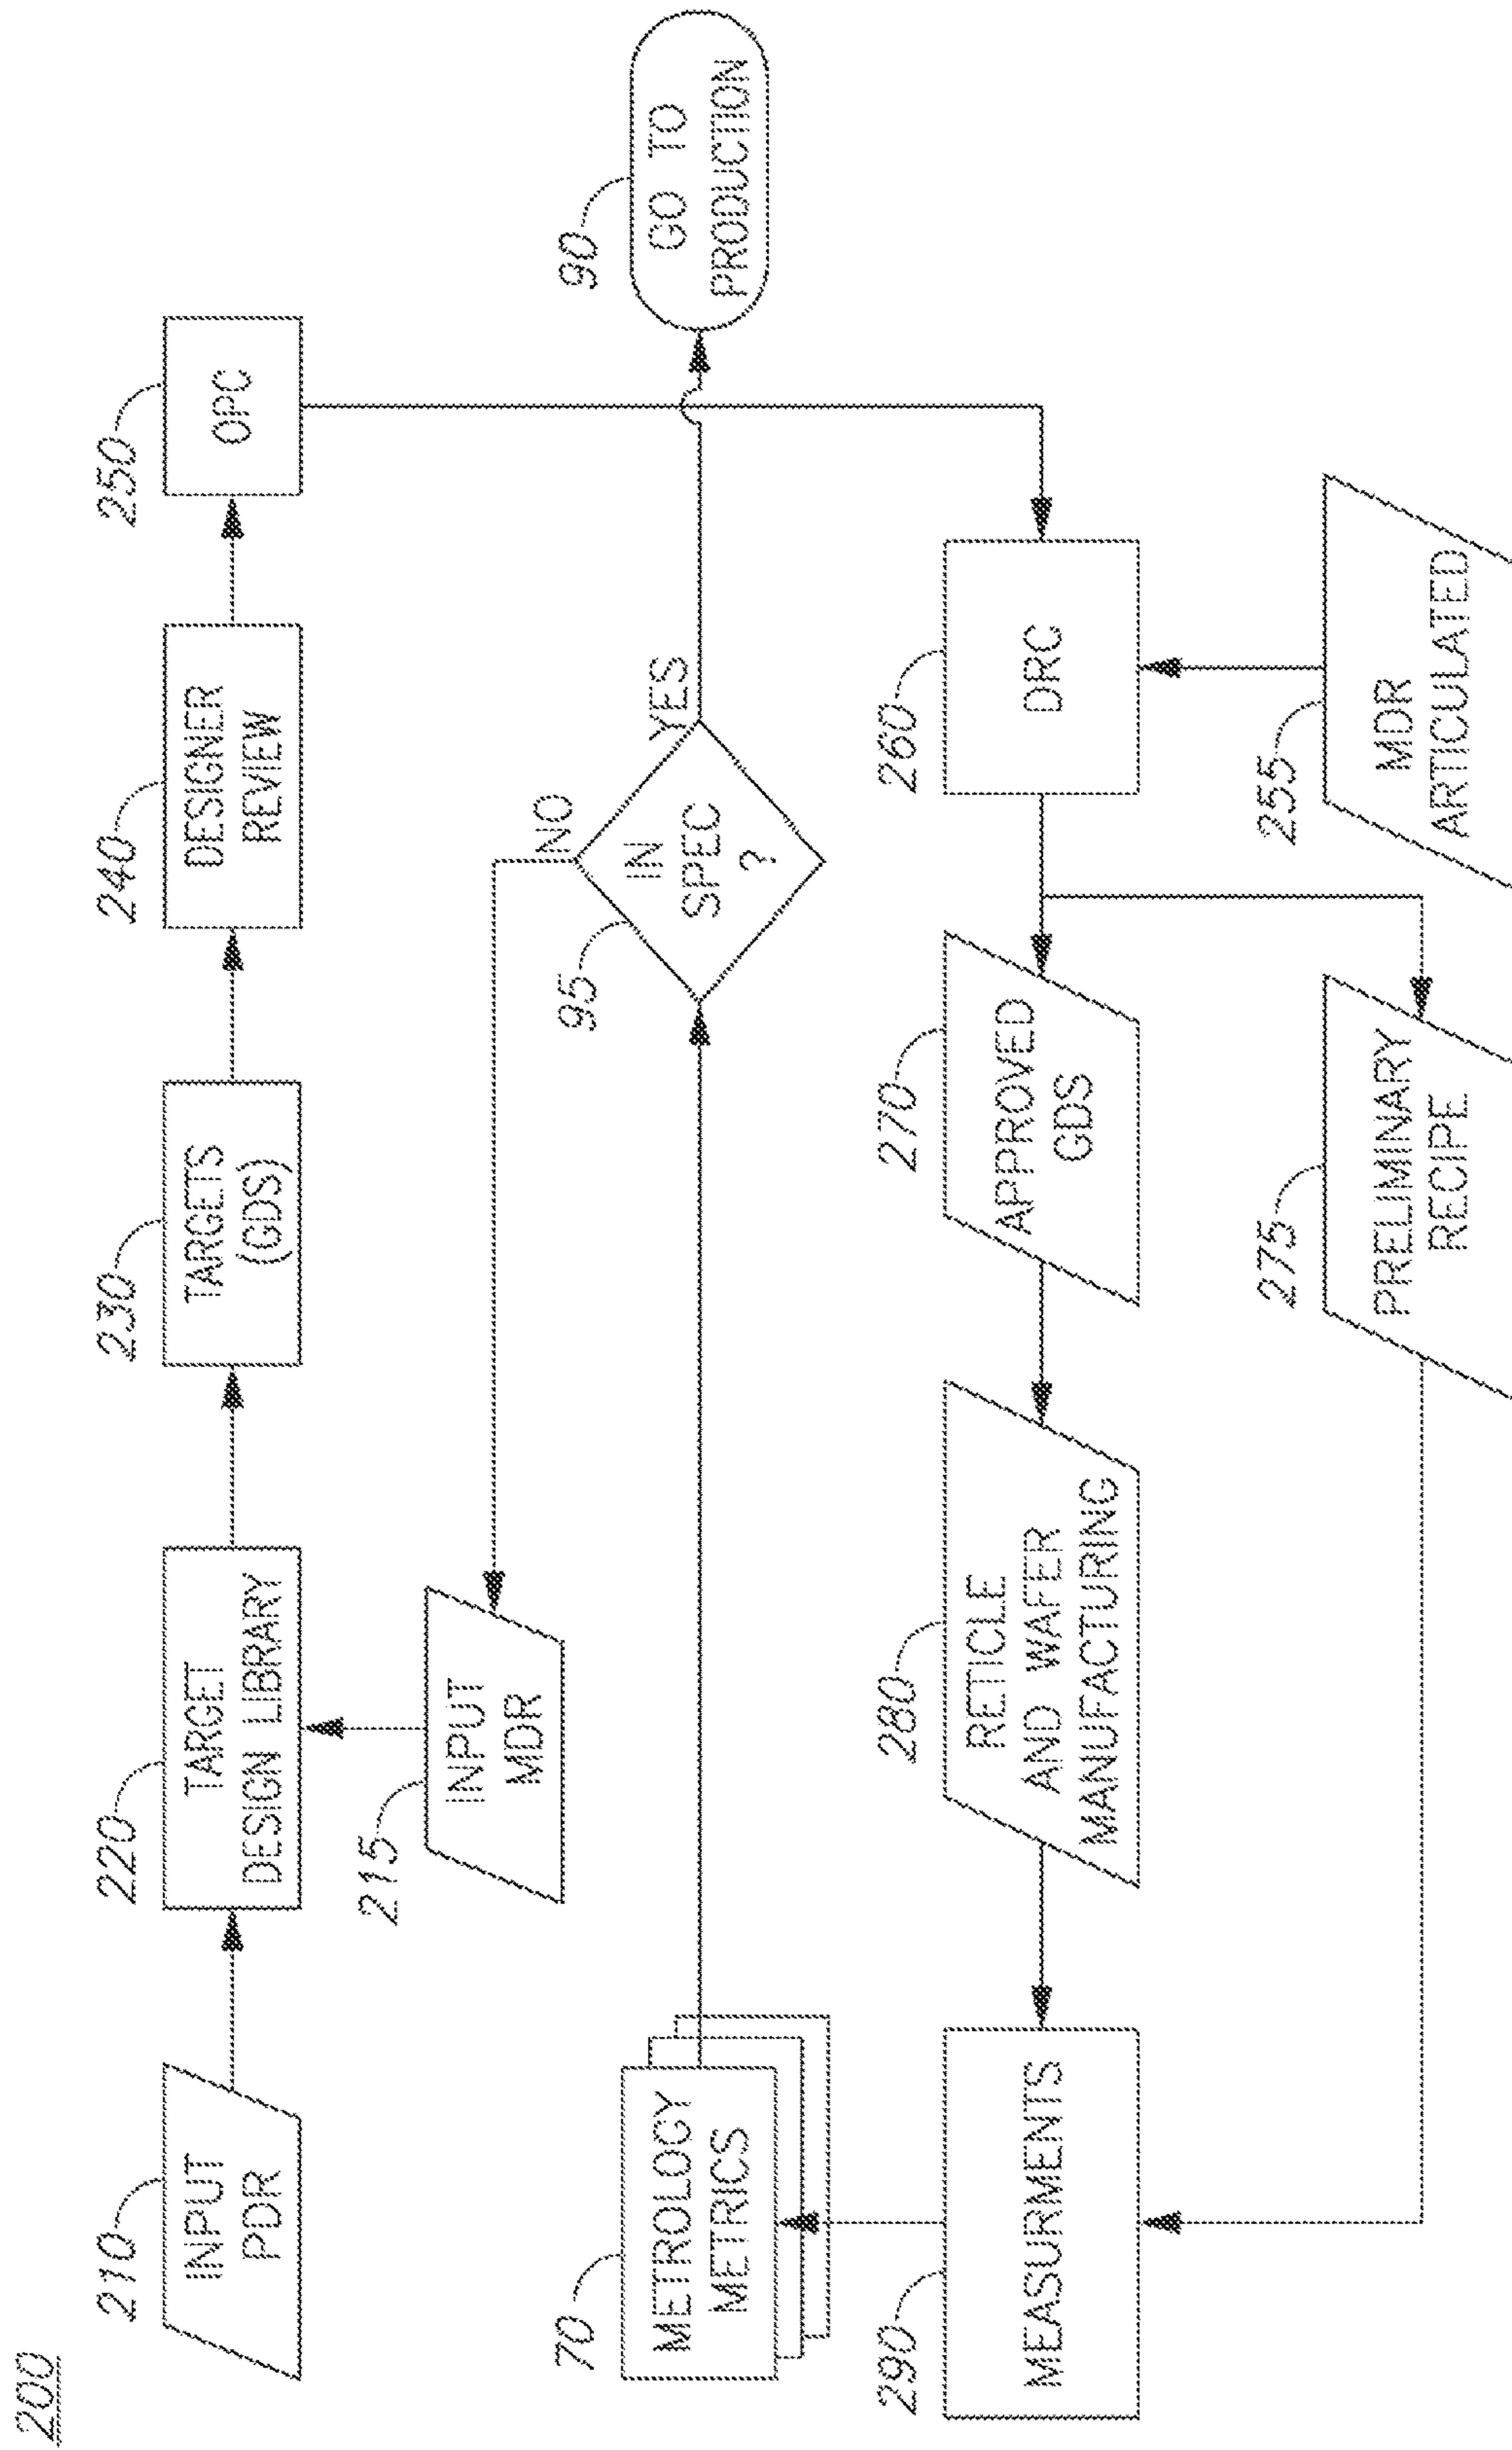 200
210
INPUT
PDR
220
TARGET
DESIGN LIBRARY
230
TARGETS
(GDS)
240
DESIGNER
REVIEW
250
OPC
215
INPUT
MDR
NO
YES
95
IN
SPEC
?
90
GO TO
PRODUCTION
70
METROLOGY
METRICS
290
MEASURMENTS
280
RETICLE
AND WAFER
MANUFACTURING
270
APPROVED
GDS
260
DRC
275
PRELIMINARY
RECIPE
255
MDR
ARTICULATED